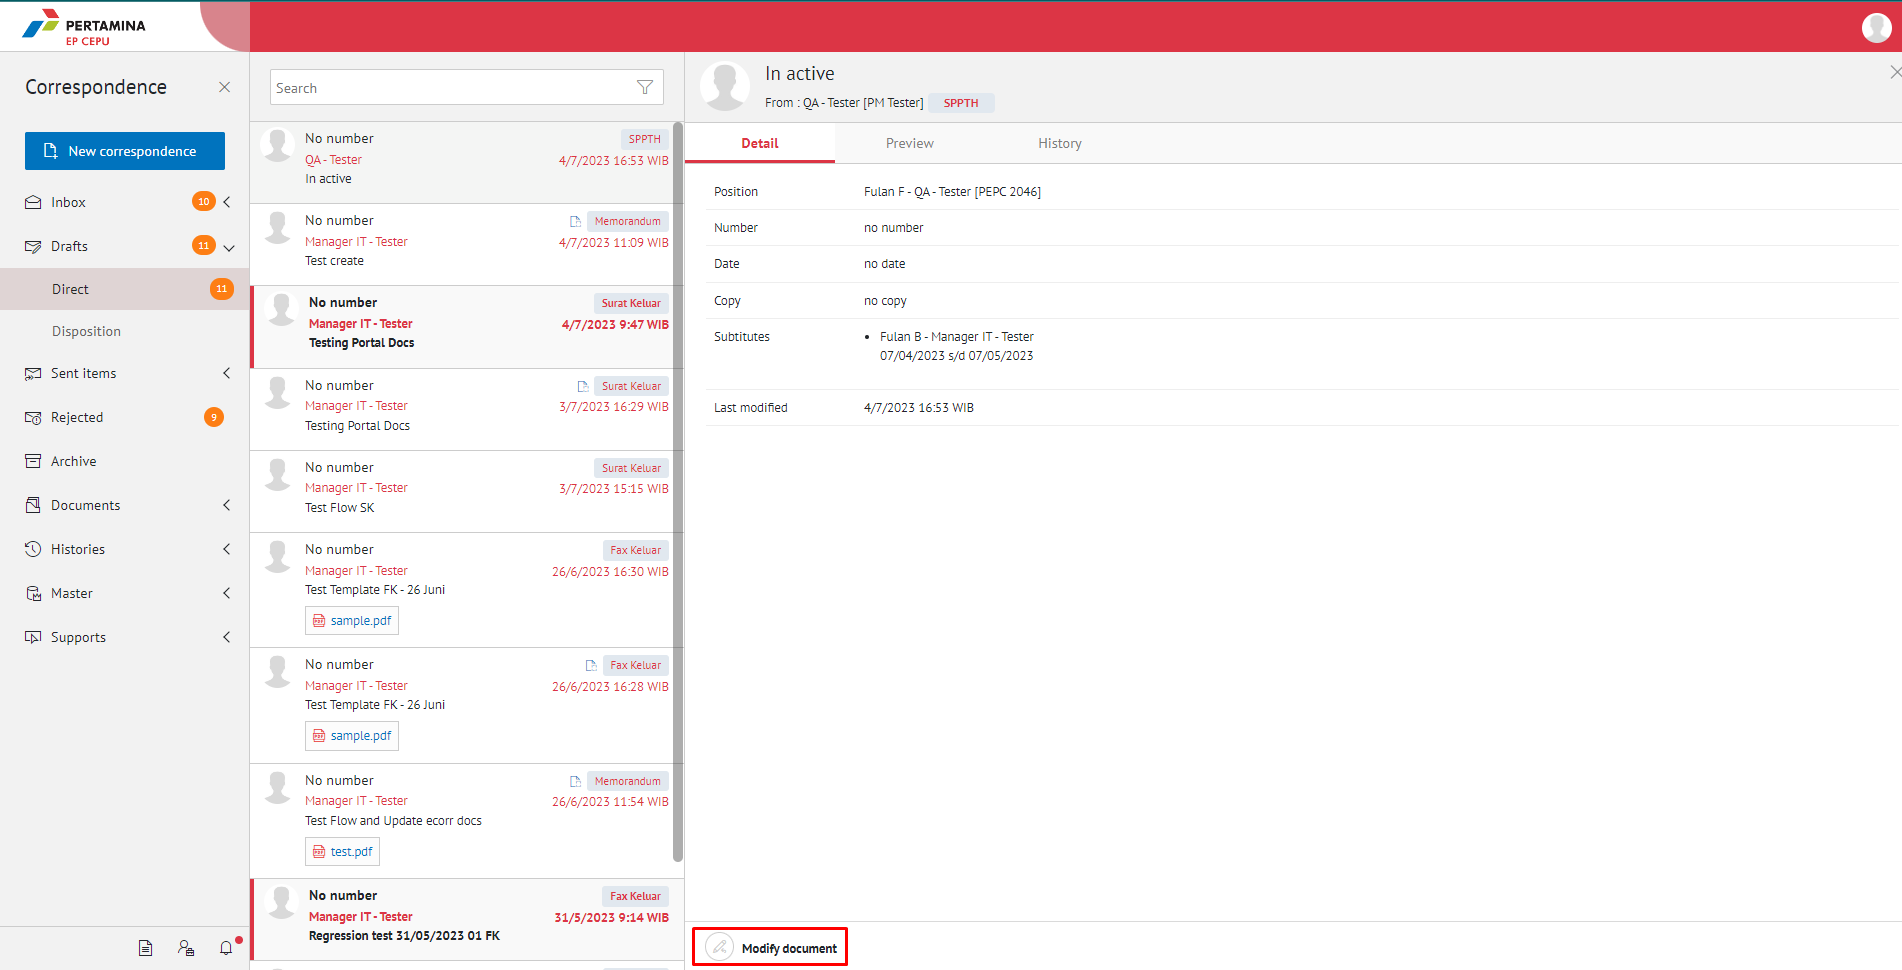 PERTAMINA
EP CEPU
Correspondence
New correspondence
Inbox 10
Drafts 11
Direct 11
Disposition
Sent items
Rejected 9
Archive
Documents
Histories
Master
Supports
Search
No number SPPTH
QA - Tester 4/7/2023 16:53 WIB
In active
No number Memorandum
Manager IT - Tester 4/7/2023 11:09 WIB
Test create
No number Surat Keluar
Manager IT - Tester 4/7/2023 9:47 WIB
Testing Portal Docs
No number Surat Keluar
Manager IT - Tester 3/7/2023 16:29 WIB
Testing Portal Docs
No number Surat Keluar
Manager IT - Tester 3/7/2023 15:15 WIB
Test Flow SK
No number Fax Keluar
Manager IT - Tester 26/6/2023 16:30 WIB
Test Template FK - 26 Juni
sample.pdf
No number Fax Keluar
Manager IT - Tester 26/6/2023 16:28 WIB
Test Template FK - 26 Juni
sample.pdf
No number Memorandum
Manager IT - Tester 26/6/2023 11:54 WIB
Test Flow and Update ecorr docs
test.pdf
No number Fax Keluar
Manager IT - Tester 31/5/2023 9:14 WIB
Regression test 31/05/2023 01 FK
In active
From : QA - Tester [PM Tester] SPPTH
Detail Preview History
Position Fulan F - QA - Tester [PEPC 2046]
Number no number
Date no date
Copy no copy
Subtitutes • Fulan B - Manager IT - Tester
07/04/2023 s/d 07/05/2023
Last modified 4/7/2023 16:53 WIB
Modify document